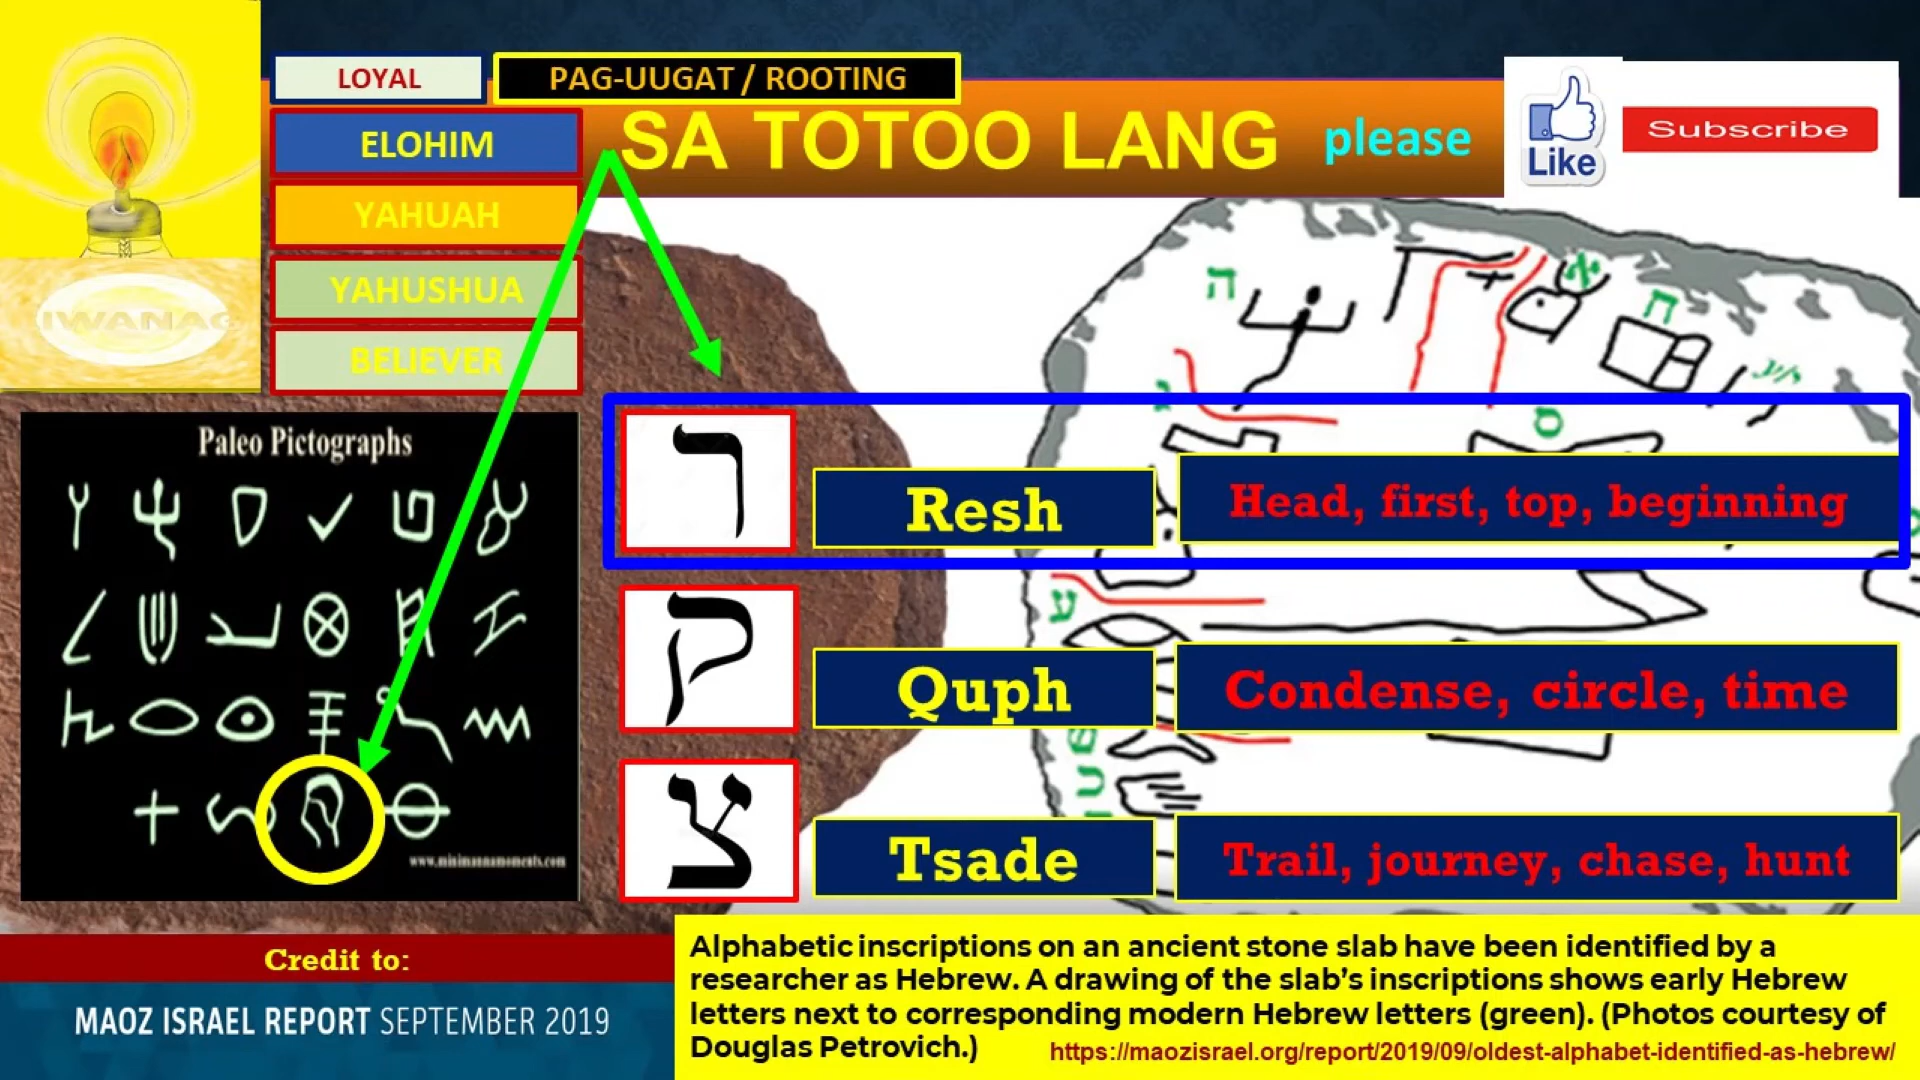 LOYAL
PAG-UUGAT / ROOTING
ELOHIM
SA TOTOO LANG
please
Like
Subscribe
YAHUAH
YAHUSHUA
BELIEVER
IWANAG
Paleo Pictographs
www.minimannamoments.com
ה
א
ח
ס
ע
ר
Resh
Head, first, top, beginning
ק
Quph
Condense, circle, time
צ
Tsade
Trail, journey, chase, hunt
Credit to:
MAOZ ISRAEL REPORT SEPTEMBER 2019
Alphabetic inscriptions on an ancient stone slab have been identified by a
researcher as Hebrew. A drawing of the slab's inscriptions shows early Hebrew
letters next to corresponding modern Hebrew letters (green). (Photos courtesy of
Douglas Petrovich.)
https://maozisrael.org/report/2019/09/oldest-alphabet-identified-as-hebrew/